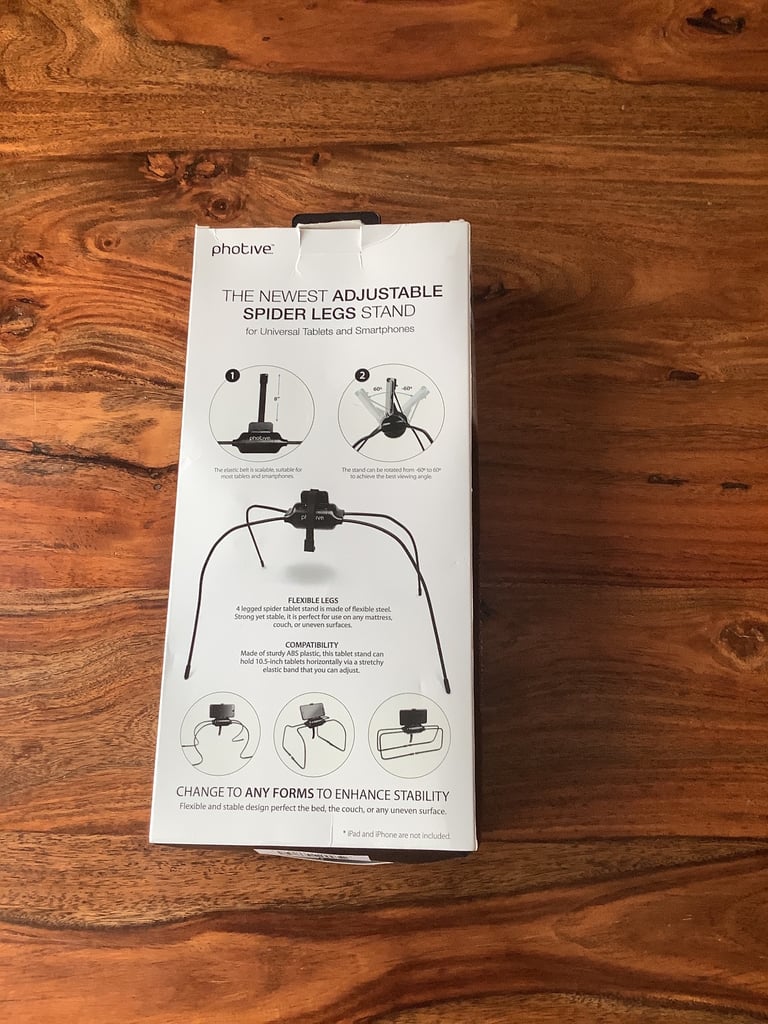 photive™
THE NEWEST ADJUSTABLE
SPIDER LEGS STAND
for Universal Tablets and Smartphones
1
2
8"
60º
-60º
photive
The elastic belt is scalable, suitable for
most tablets and smartphones.
The stand can be rotated from -60º to 60º
to achieve the best viewing angle.
photive
FLEXIBLE LEGS
4 legged spider tablet stand is made of flexible steel.
Strong yet stable, it is perfect for use on any mattress,
couch, or uneven surfaces.
COMPATIBILITY
Made of sturdy ABS plastic, this tablet stand can
hold 10.5-inch tablets horizontally via a stretchy
elastic band that you can adjust.
CHANGE TO ANY FORMS TO ENHANCE STABILITY
Flexible and stable design perfect the bed, the couch, or any uneven surface.
* iPad and iPhone are not included.